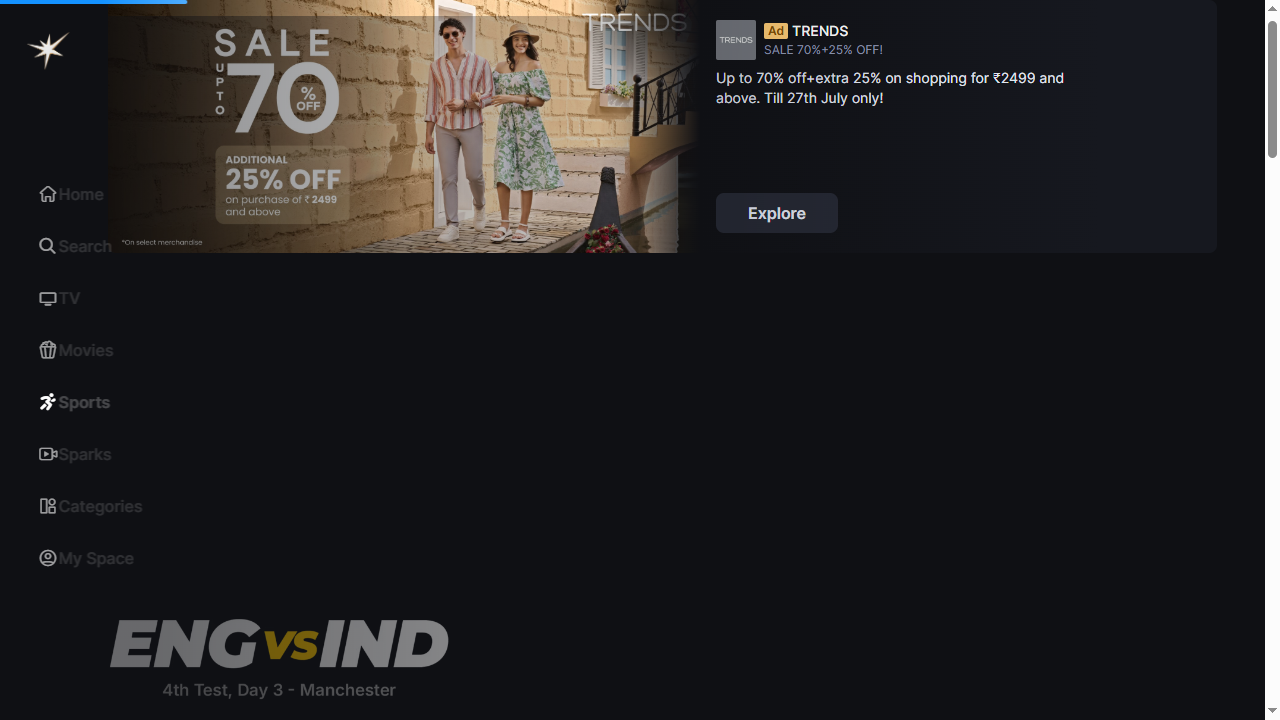 TRENDS
SALE
UPTO
70
% OFF
ADDITIONAL
25% OFF
on purchase of ₹ 2499
and above
*On select merchandise
TRENDS
Ad TRENDS
SALE 70%+25% OFF!
Up to 70% off+extra 25% on shopping for ₹2499 and
above. Till 27th July only!
Explore
Home
Search
TV
Movies
Sports
Sparks
Categories
My Space
ENG vs IND
4th Test, Day 3 - Manchester